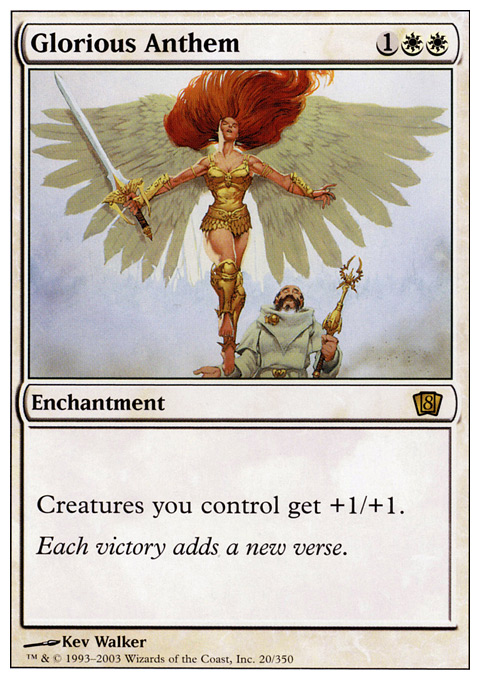 Glorious Anthem 1
Enchantment 8
Creatures you control get +1/+1.
Each victory adds a new verse.
Kev Walker
™ & © 1993–2003 Wizards of the Coast, Inc. 20/350